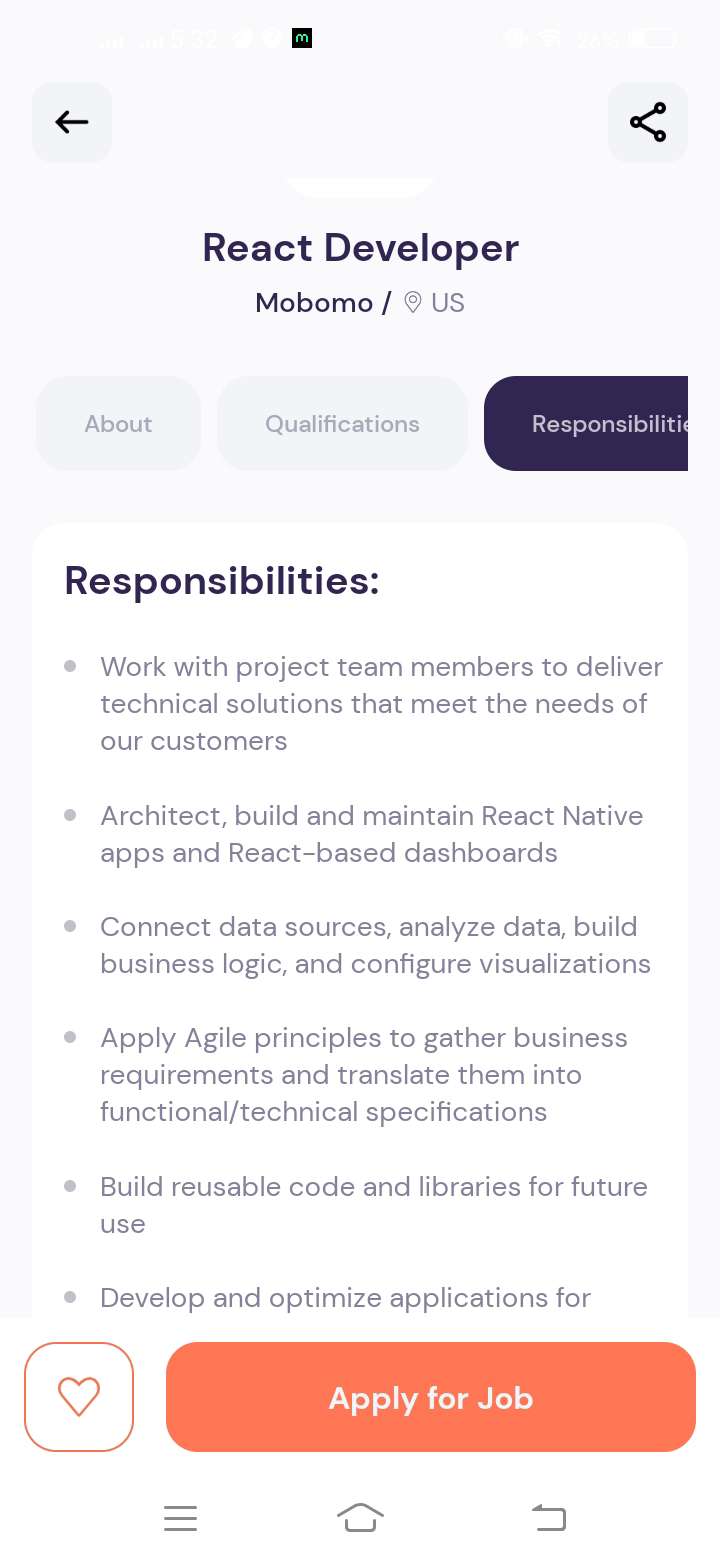 5:32
26%
React Developer
Mobomo / US
About
Qualifications
Responsibilitie
Responsibilities:
Work with project team members to deliver
technical solutions that meet the needs of
our customers
Architect, build and maintain React Native
apps and React-based dashboards
Connect data sources, analyze data, build
business logic, and configure visualizations
Apply Agile principles to gather business
requirements and translate them into
functional/technical specifications
Build reusable code and libraries for future
use
Develop and optimize applications for
Apply for Job